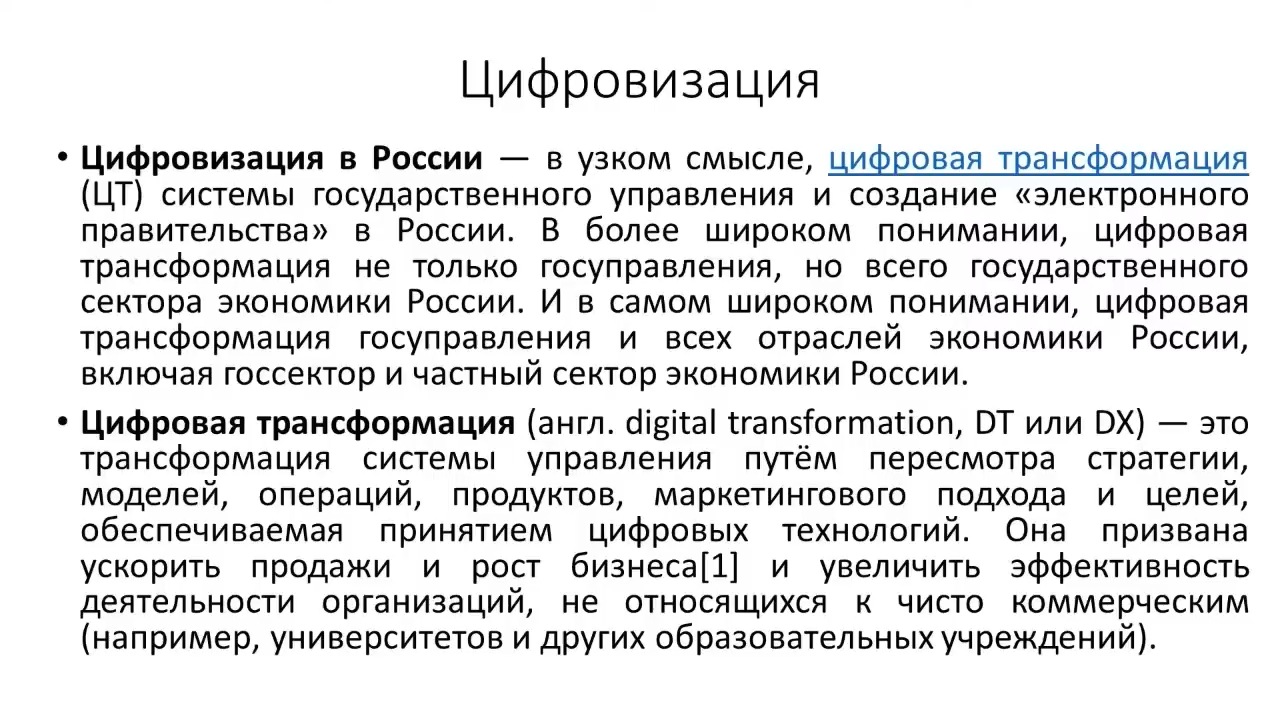 Цифровизация
• Цифровизация в России — в узком смысле, цифровая трансформация
(ЦТ) системы государственного управления и создание «электронного
правительства» в России. В более широком понимании, цифровая
трансформация не только госуправления, но всего государственного
сектора экономики России. И в самом широком понимании, цифровая
трансформация госуправления и всех отраслей экономики России,
включая госсектор и частный сектор экономики России.
• Цифровая трансформация (англ. digital transformation, DT или DX) — это
трансформация системы управления путём пересмотра стратегии,
моделей, операций, продуктов, маркетингового подхода и целей,
обеспечиваемая принятием цифровых технологий. Она призвана
ускорить продажи и рост бизнеса[1] и увеличить эффективность
деятельности организаций, не относящихся к чисто коммерческим
(например, университетов и других образовательных учреждений).